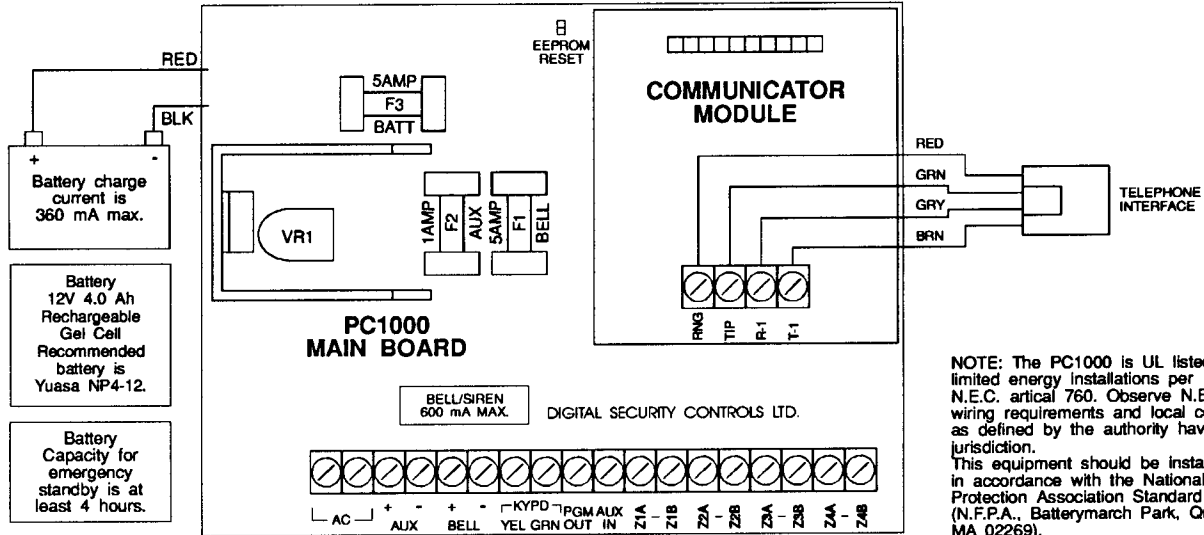 RED
BLK
+
-
Battery charge
current is
360 mA max.
Battery
12V 4.0 Ah
Rechargeable
Gel Cell
Recommended
battery is
Yuasa NP4-12.
Battery
Capacity for
emergency
standby is at
least 4 hours.
5AMP
F3
BATT
VR1
1AMP
F2
AUX
5AMP
F1
BELL
PC1000
MAIN BOARD
EEPROM
RESET
COMMUNICATOR
MODULE
RNG
TIP
R-1
T-1
RED
GRN
GRY
BRN
TELEPHONE
INTERFACE
BELL/SIREN
600 mA MAX.
DIGITAL SECURITY CONTROLS LTD.
AC
+ -
AUX
+ -
BELL
KYPD
YEL GRN
PGM
OUT
AUX
IN
Z1A - Z1B
Z2A - Z2B
Z3A - Z3B
Z4A - Z4B
NOTE: The PC1000 is UL listed
limited energy installations per
N.E.C. artical 760. Observe N.E
wiring requirements and local
as defined by the authority hav
jurisdiction.
This equipment should be insta
in accordance with the National
Protection Association Standard
(N.F.P.A., Batterymarch Park,
MA 02269).